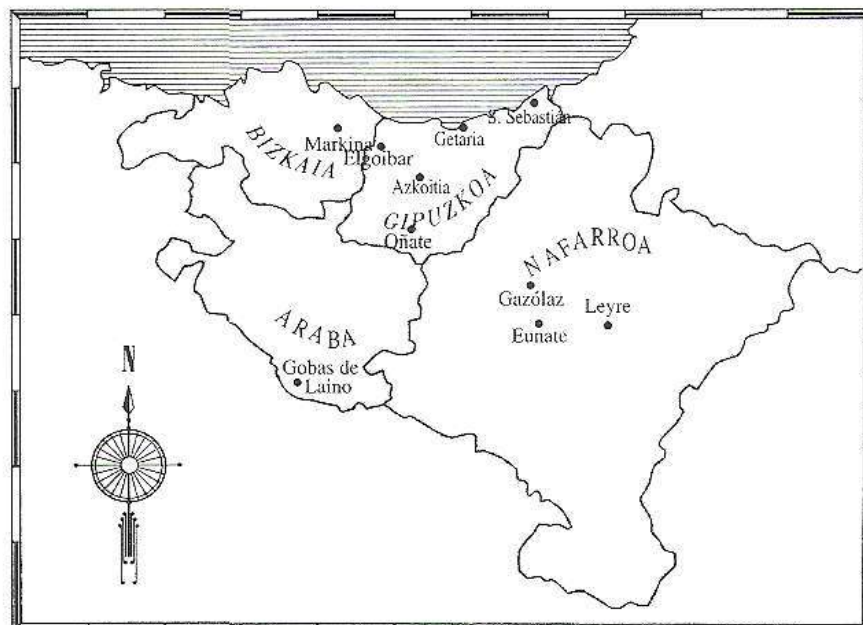 S. Sebastián
BIZKAIA
Markina
Elgoibar
Getaria
Azkoitia
GIPUZKOA
Oñate
NAFARROA
Gazólaz
Leyre
Eunate
ARABA
Gobas de
Laino
N